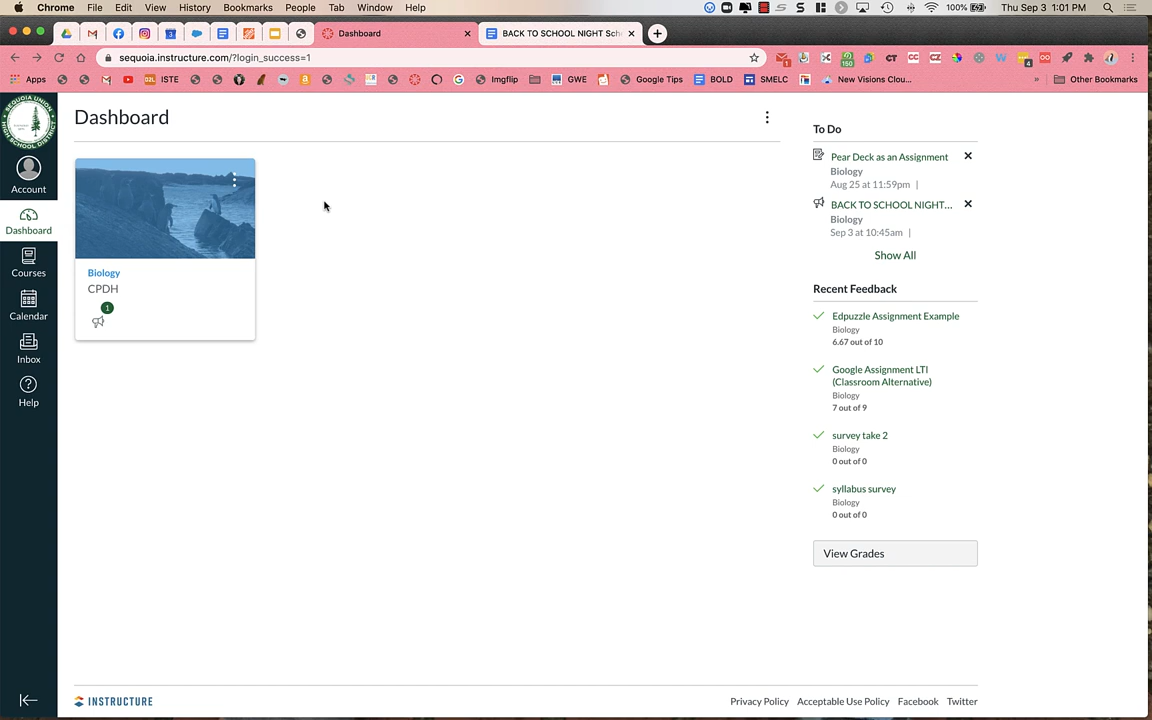 Chrome File Edit View History Bookmarks People Tab Window Help 100% Thu Sep 3 1:01 PM
Dashboard × BACK TO SCHOOL NIGHT Sch × +
sequoia.instructure.com/?login_success=1
Apps ISTE Imgflip GWE Google Tips BOLD SMELC New Visions Clou... » Other Bookmarks
SEQUOIA UNION
HIGH SCHOOL DISTRICT
Account
Dashboard
Courses
Calendar
Inbox
Help
Dashboard
Biology
CPDH
1
To Do
Pear Deck as an Assignment
Biology
Aug 25 at 11:59pm |
BACK TO SCHOOL NIGHT...
Biology
Sep 3 at 10:45am |
Show All
Recent Feedback
Edpuzzle Assignment Example
Biology
6.67 out of 10
Google Assignment LTI
(Classroom Alternative)
Biology
7 out of 9
survey take 2
Biology
0 out of 0
syllabus survey
Biology
0 out of 0
View Grades
INSTRUCTURE
Privacy Policy Acceptable Use Policy Facebook Twitter